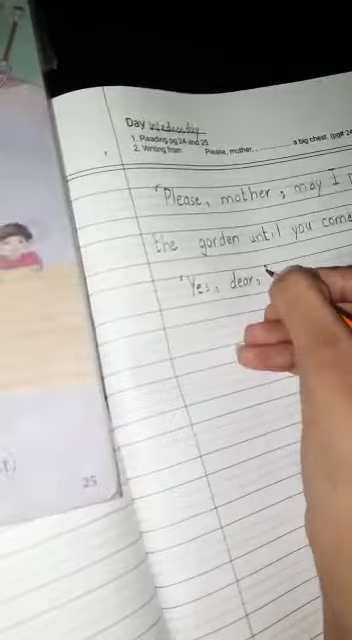 Day Wednesday
1. Reading pg 24 and 25
2. Writing from Please, mother. . ........... a big chest. (pg#
"Please, mother, may I
the garden until you come
"Yes, dear,"
25